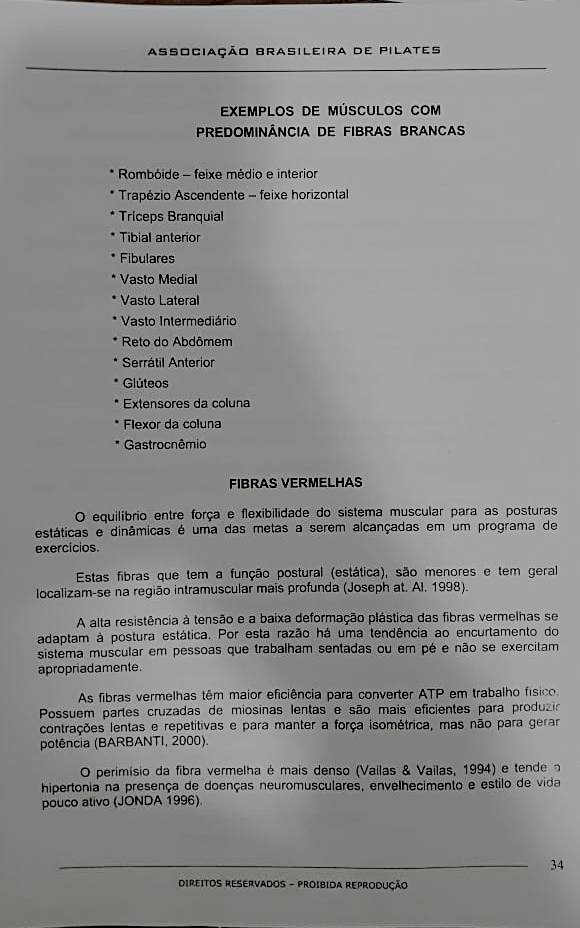 ASSOCIAÇÃO BRASILEIRA DE PILATES
EXEMPLOS DE MÚSCULOS COM
PREDOMINÂNCIA DE FIBRAS BRANCAS
* Rombóide – feixe médio e interior
* Trapézio Ascendente – feixe horizontal
* Tríceps Branquial
* Tibial anterior
* Fibulares
* Vasto Medial
* Vasto Lateral
* Vasto Intermediário
* Reto do Abdômem
* Serrátil Anterior
* Glúteos
* Extensores da coluna
* Flexor da coluna
* Gastrocnêmio
FIBRAS VERMELHAS
O equilíbrio entre força e flexibilidade do sistema muscular para as posturas
estáticas e dinâmicas é uma das metas a serem alcançadas em um programa de
exercícios.
Estas fibras que tem a função postural (estática), são menores e tem geral
localizam-se na região intramuscular mais profunda (Joseph at. Al. 1998).
A alta resistência à tensão e a baixa deformação plástica das fibras vermelhas se
adaptam à postura estática. Por esta razão há uma tendência ao encurtamento do
sistema muscular em pessoas que trabalham sentadas ou em pé e não se exercitam
apropriadamente.
As fibras vermelhas têm maior eficiência para converter ATP em trabalho físico.
Possuem partes cruzadas de miosinas lentas e são mais eficientes para produzir
contrações lentas e repetitivas e para manter a força isométrica, mas não para gerar
potência (BARBANTI, 2000).
O perimísio da fibra vermelha é mais denso (Vailas & Vailas, 1994) e tende a
hipertonia na presença de doenças neuromusculares, envelhecimento e estilo de vida
pouco ativo (JONDA 1996).
34
DIREITOS RESERVADOS – PROIBIDA REPRODUÇÃO